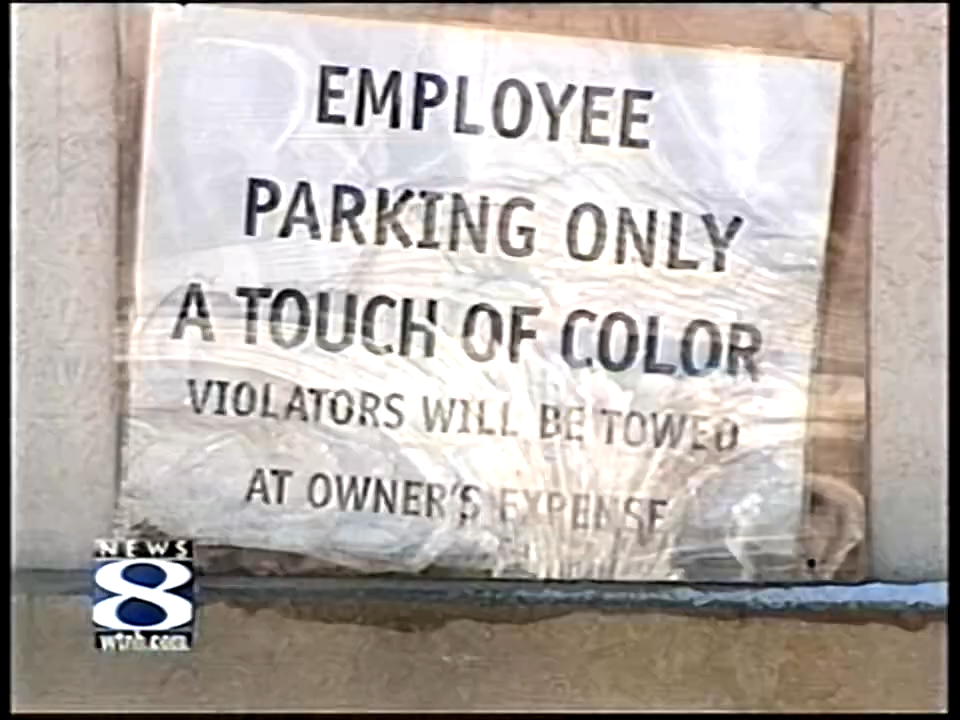 EMPLOYEE
PARKING ONLY
A TOUCH OF COLOR
VIOLATORS WILL BE TOWED
AT OWNER'S EXPENSE
NEWS
8
wtnh.com